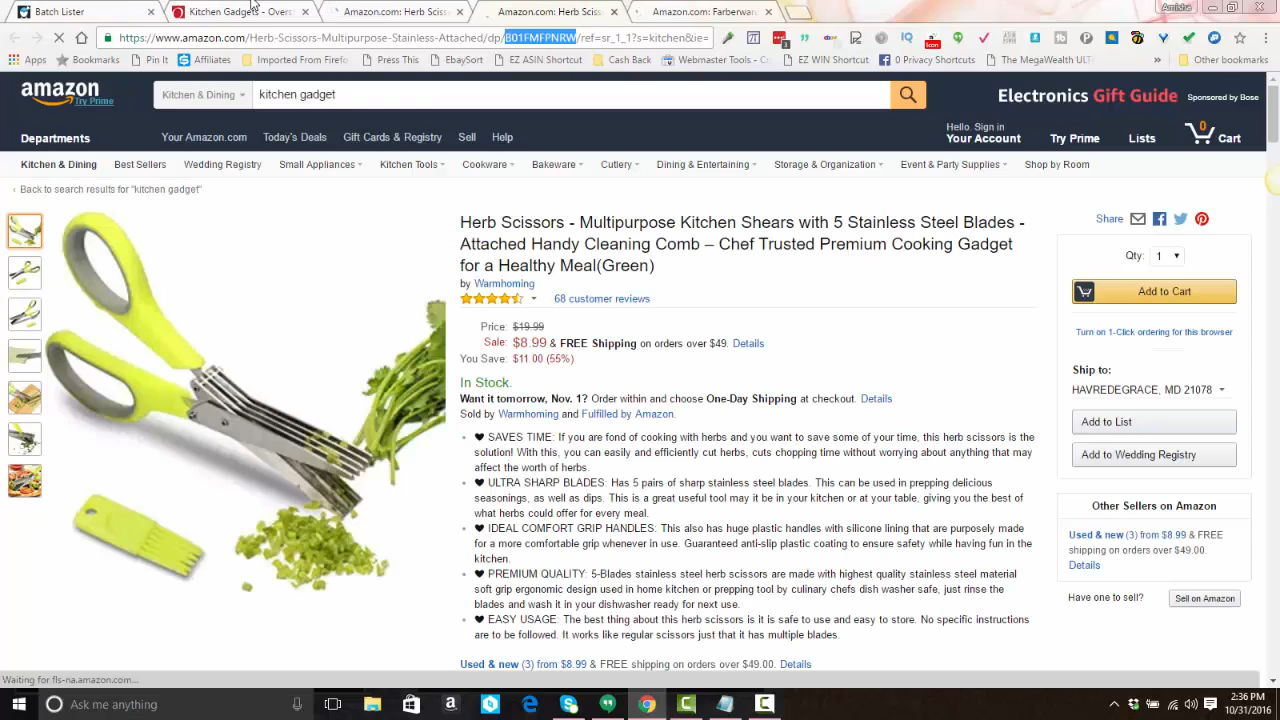 Batch Lister
Kitchen Gadgets - Overst
Amazon.com: Herb Scisso
Amazon.com: Herb Scisso
Amazon.com: Farberware
Amishe
https://www.amazon.com/Herb-Scissors-Multipurpose-Stainless-Attached/dp/B01FMFPNRW/ref=sr_1_1?s=kitchen&ie=
Apps
Bookmarks
Pin It
Affiliates
Imported From Firefo
Press This
EbaySoft
EZ ASIN Shortcut
Cash Back
Webmaster Tools - C
EZ WIN Shortcut
0 Privacy Shortcuts
The MegaWealth ULT
»
Other bookmarks
amazon
Try Prime
Kitchen & Dining
kitchen gadget
Electronics Gift Guide
Sponsored by Bose
Departments
Your Amazon.com
Today's Deals
Gift Cards & Registry
Sell
Help
Hello. Sign in
Your Account
Try Prime
Lists
0
Cart
Kitchen & Dining
Best Sellers
Wedding Registry
Small Appliances
Kitchen Tools
Cookware
Bakeware
Cutlery
Dining & Entertaining
Storage & Organization
Event & Party Supplies
Shop by Room
‹ Back to search results for "kitchen gadget"
Herb Scissors - Multipurpose Kitchen Shears with 5 Stainless Steel Blades -
Attached Handy Cleaning Comb – Chef Trusted Premium Cooking Gadget
for a Healthy Meal(Green)
by Warmhoming
68 customer reviews
Price: $19.99
Sale: $8.99 & FREE Shipping on orders over $49. Details
You Save: $11.00 (55%)
In Stock.
Want it tomorrow, Nov. 1? Order within and choose One-Day Shipping at checkout. Details
Sold by Warmhoming and Fulfilled by Amazon.
• ❤ SAVES TIME: If you are fond of cooking with herbs and you want to save some of your time, this herb scissors is the
solution! With this, you can easily and efficiently cut herbs, cuts chopping time without worrying about anything that may
affect the worth of herbs.
• ❤ ULTRA SHARP BLADES: Has 5 pairs of sharp stainless steel blades. This can be used in prepping delicious
seasonings, as well as dips. This is a great useful tool may it be in your kitchen or at your table, giving you the best of
what herbs could offer for every meal.
• ❤ IDEAL COMFORT GRIP HANDLES: This also has huge plastic handles with silicone lining that are purposely made
for a more comfortable grip whenever in use. Guaranteed anti-slip plastic coating to ensure safety while having fun in the
kitchen.
• ❤ PREMIUM QUALITY: 5-Blades stainless steel herb scissors are made with highest quality stainless steel material
soft grip ergonomic design used in home kitchen or prepping tool by culinary chefs dish washer safe, just rinse the
blades and wash it in your dishwasher ready for next use.
• ❤ EASY USAGE: The best thing about this herb scissors is it is safe to use and easy to store. No specific instructions
are to be followed. It works like regular scissors just that it has multiple blades.
Used & new (3) from $8.99 & FREE shipping on orders over $49.00. Details
Share
Qty: 1
Add to Cart
Turn on 1-Click ordering for this browser
Ship to:
HAVREDEGRACE, MD 21078
Add to List
Add to Wedding Registry
Other Sellers on Amazon
Used & new (3) from $8.99 & FREE
shipping on orders over $49.00.
Details
Have one to sell?
Sell on Amazon
Waiting for fls-na.amazon.com...
Ask me anything
2:36 PM
10/31/2016